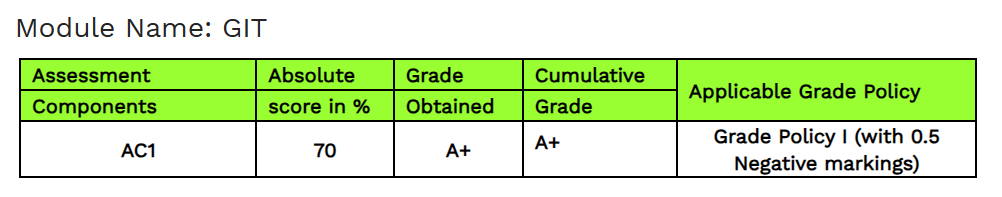 Module Name: GIT
Assessment Absolute Grade Cumulative Applicable Grade Policy
Components score in % Obtained Grade
AC1 70 A+ A+ Grade Policy I (with 0.5
Negative markings)